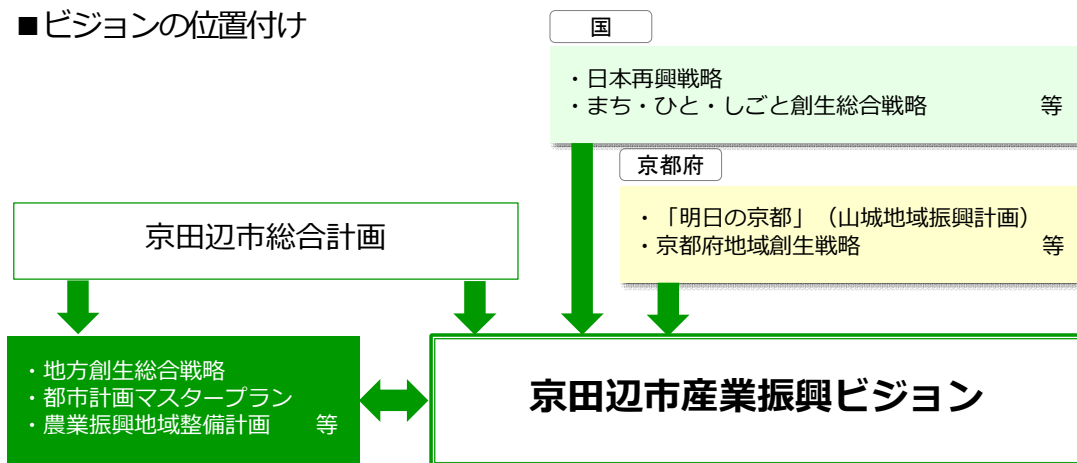 ■ビジョンの位置付け
国
・日本再興戦略
・まち・ひと・しごと創生総合戦略 等
京都府
・「明日の京都」（山城地域振興計画）
・京都府地域創生戦略 等
京田辺市総合計画
・地方創生総合戦略
・都市計画マスタープラン
・農業振興地域整備計画 等
京田辺市産業振興ビジョン